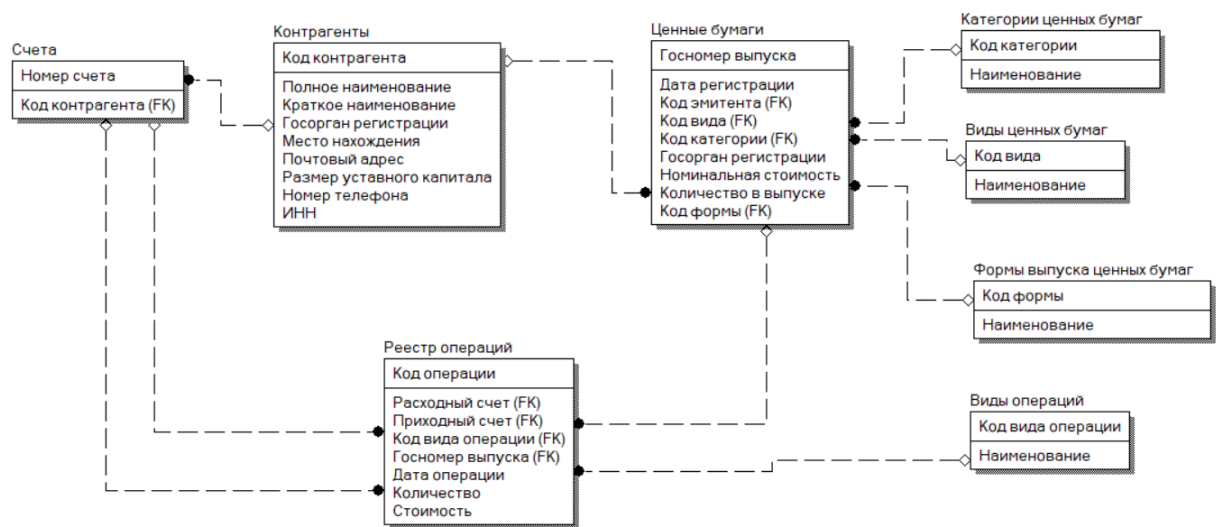 Счета
Номер счета
Код контрагента (FK)
Контрагенты
Код контрагента
Полное наименование
Краткое наименование
Госорган регистрации
Место нахождения
Почтовый адрес
Размер уставного капитала
Номер телефона
ИНН
Ценные бумаги
Госномер выпуска
Дата регистрации
Код эмитента (FK)
Код вида (FK)
Код категории (FK)
Госорган регистрации
Номинальная стоимость
Количество в выпуске
Код формы (FK)
Категории ценных бумаг
Код категории
Наименование
Виды ценных бумаг
Код вида
Наименование
Формы выпуска ценных бумаг
Код формы
Наименование
Реестр операций
Код операции
Расходный счет (FK)
Приходный счет (FK)
Код вида операции (FK)
Госномер выпуска (FK)
Дата операции
Количество
Стоимость
Виды операций
Код вида операции
Наименование